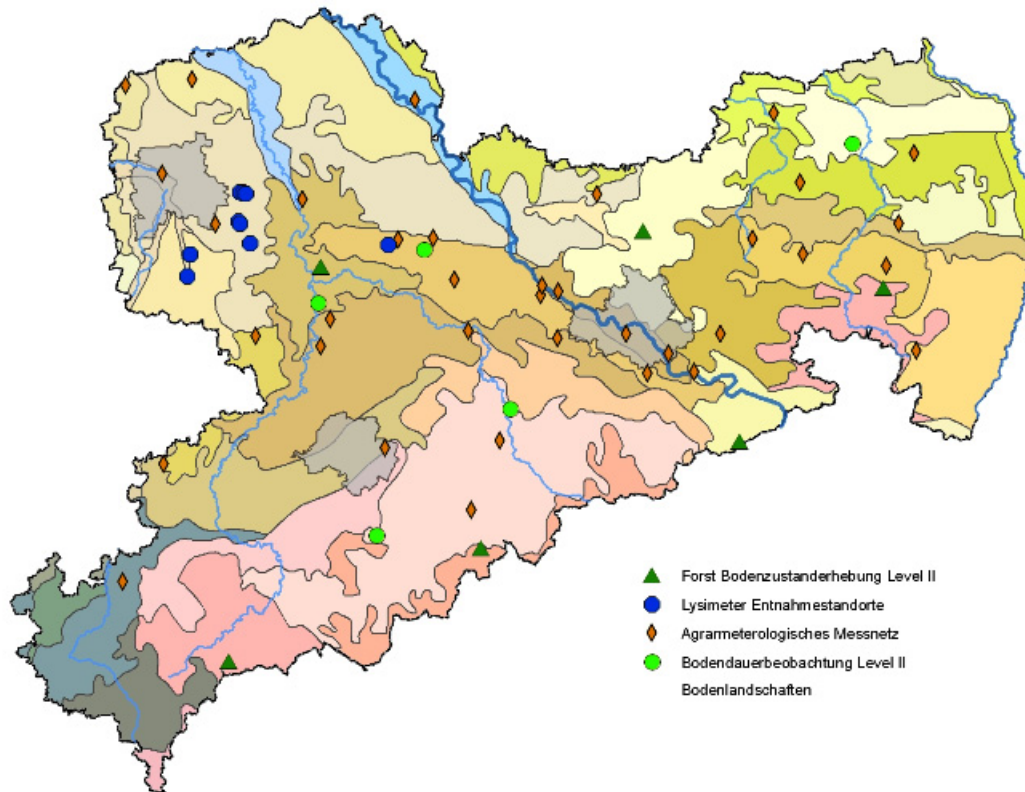 Forst Bodenzustanderhebung Level II
Lysimeter Entnahmestandorte
Agrarmeterologisches Messnetz
Bodendauerbeobachtung Level II
Bodenlandschaften